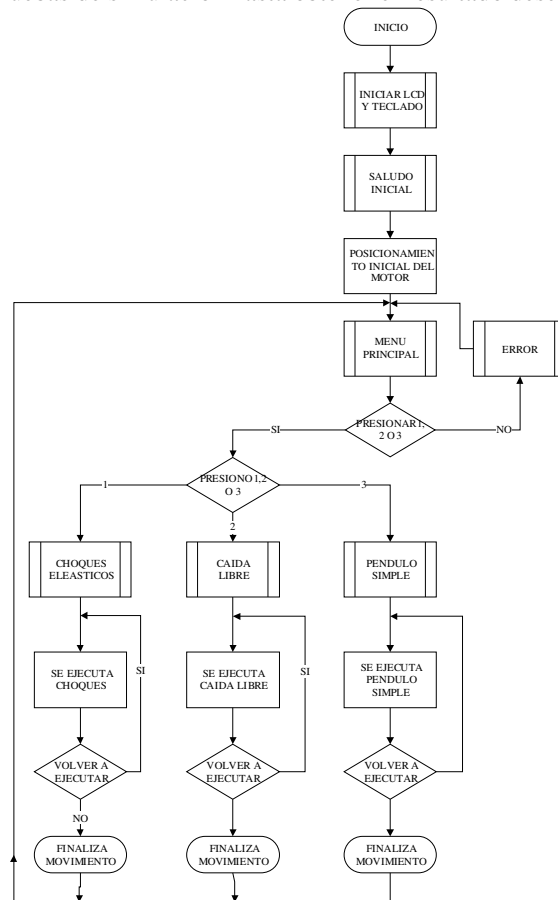 INICIO
INICIAR LCD
Y TECLADO
SALUDO
INICIAL
POSICIONAMIEN
TO INICIAL DEL
MOTOR
MENU
PRINCIPAL
ERROR
PRESIONAR 1,
2 O 3
SI
NO
PRESIONO 1,2
O 3
1
2
3
CHOQUES
ELEASTICOS
CAIDA
LIBRE
PENDULO
SIMPLE
SE EJECUTA
CHOQUES
SI
SE EJECUTA
CAIDA LIBRE
SI
SE EJECUTA
PENDULO
SIMPLE
VOLVER A
EJECUTAR
VOLVER A
EJECUTAR
VOLVER A
EJECUTAR
NO
FINALIZA
MOVIMIENTO
FINALIZA
MOVIMIENTO
FINALIZA
MOVIMIENTO